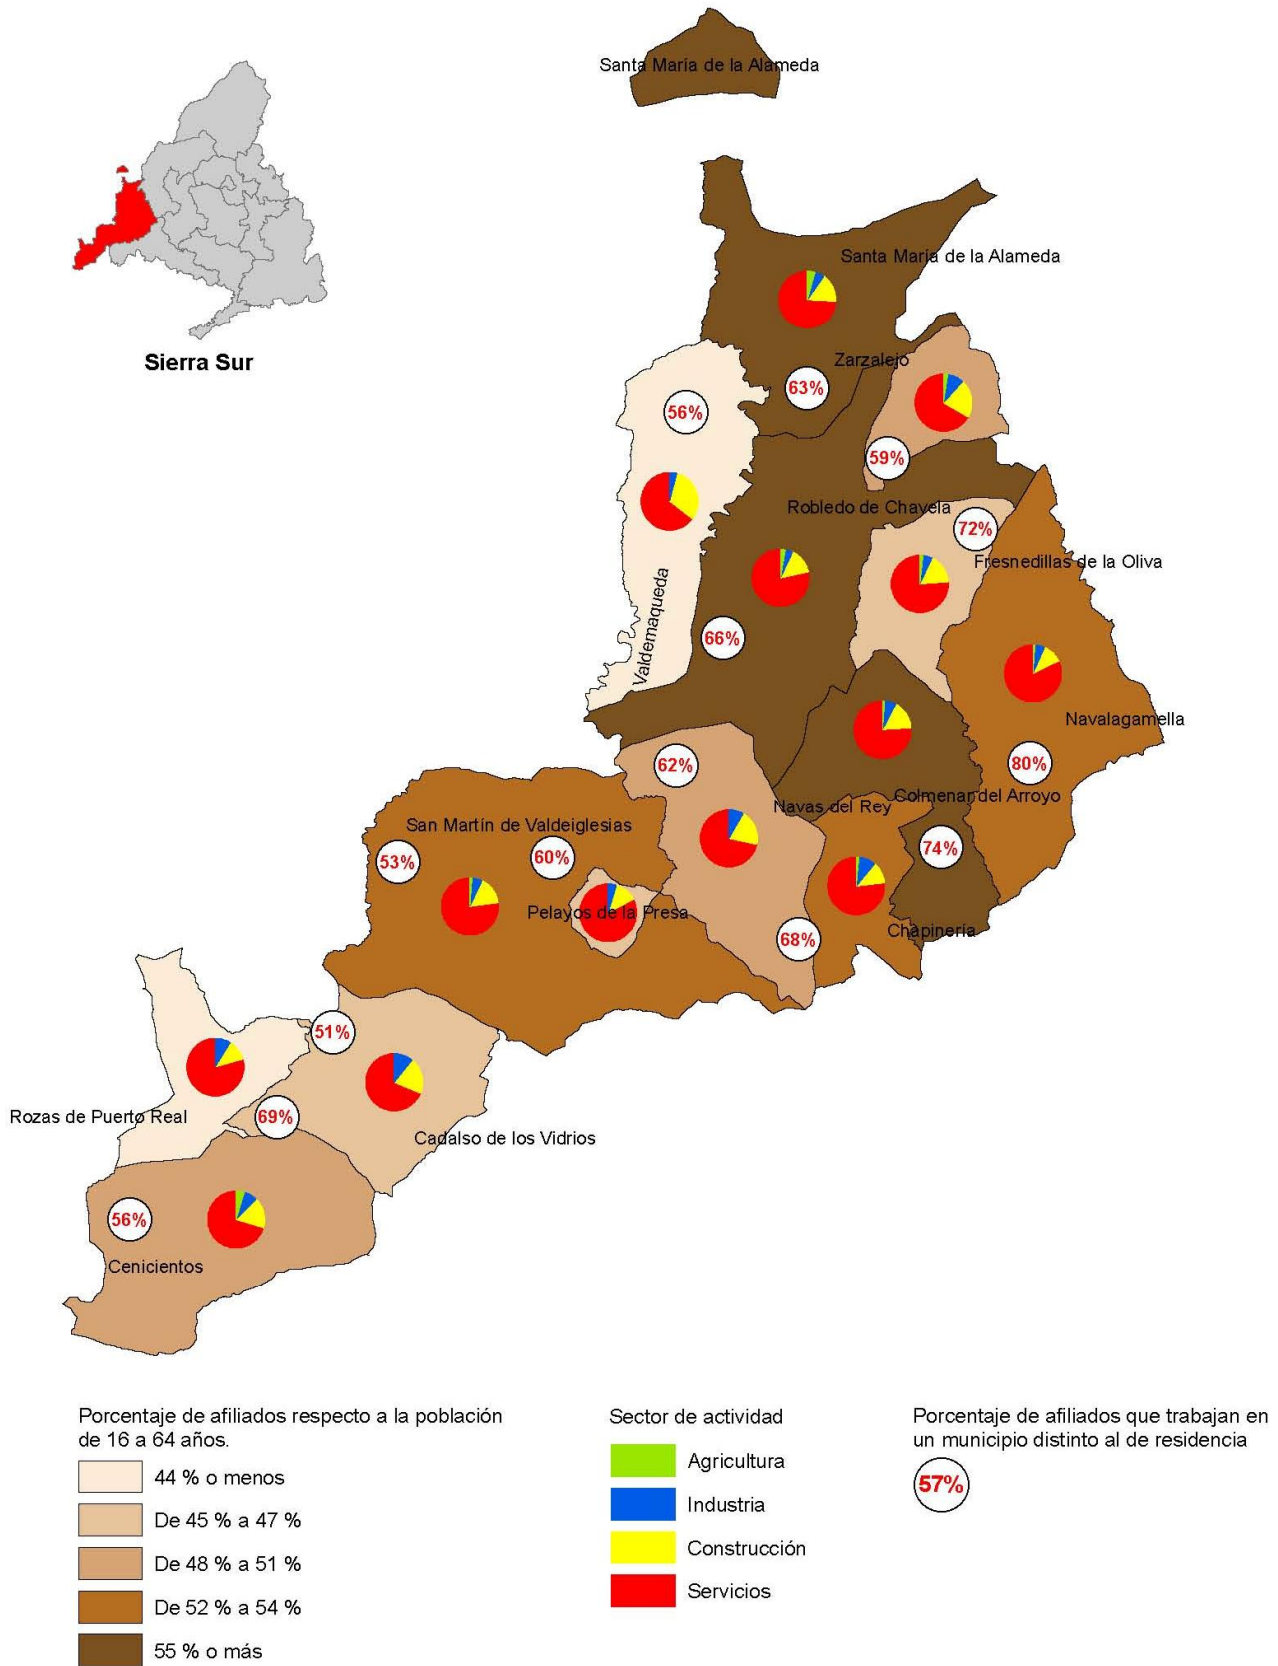 Santa María de la Alameda
Sierra Sur
Santa María de la Alameda
Zarzalejo
63%
56%
59%
Robledo de Chavela
72%
Fresnedillas de la Oliva
Valdemaqueda
66%
Navalagamella
62%
80%
Colmenar del Arroyo
Navas del Rey
San Martín de Valdeiglesias
53%
60%
74%
Pelayos de la Presa
Chapinería
68%
51%
Rozas de Puerto Real
69%
Cadalso de los Vidrios
56%
Cenicientos
Porcentaje de afiliados respecto a la población
de 16 a 64 años.
44 % o menos
De 45 % a 47 %
De 48 % a 51 %
De 52 % a 54 %
55 % o más
Sector de actividad
Agricultura
Industria
Construcción
Servicios
Porcentaje de afiliados que trabajan en
un municipio distinto al de residencia
57%